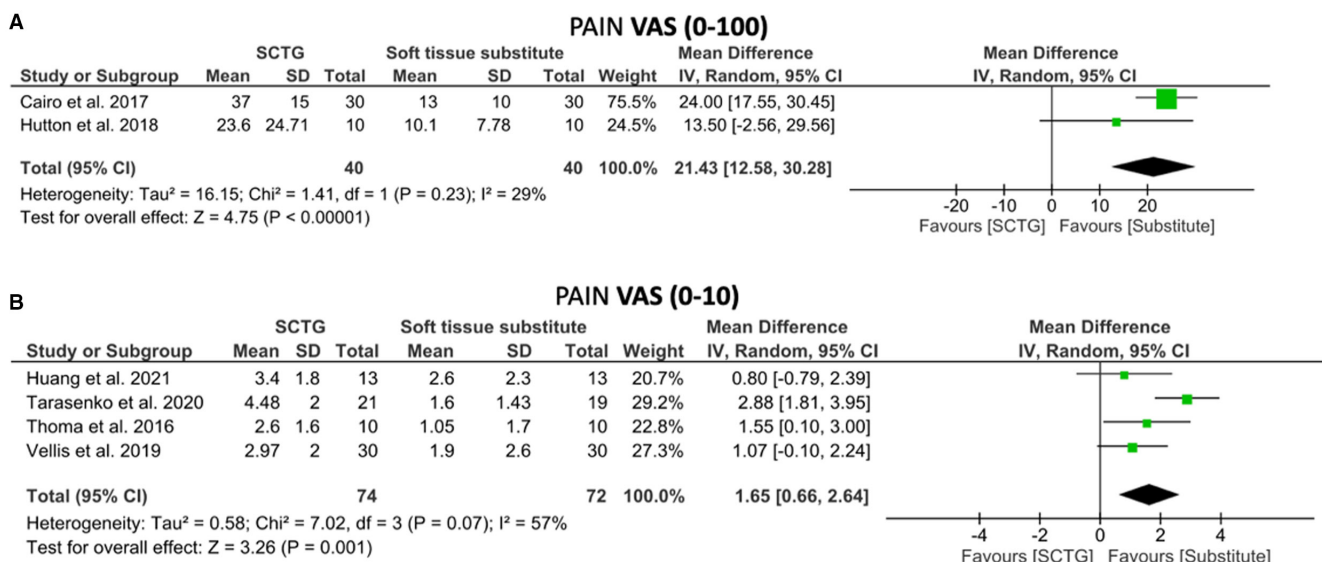 A
PAIN VAS (0-100)
SCTG Soft tissue substitute Mean Difference Mean Difference
Study or Subgroup Mean SD Total Mean SD Total Weight IV, Random, 95% CI IV, Random, 95% CI
Cairo et al. 2017 37 15 30 13 10 30 75.5% 24.00 [17.55, 30.45]
Hutton et al. 2018 23.6 24.71 10 10.1 7.78 10 24.5% 13.50 [-2.56, 29.56]
Total (95% CI) 40 40 100.0% 21.43 [12.58, 30.28]
Heterogeneity: Tau² = 16.15; Chi² = 1.41, df = 1 (P = 0.23); I² = 29%
Test for overall effect: Z = 4.75 (P < 0.00001)
-20 -10 0 10 20
Favours [SCTG] Favours [Substitute]
B
PAIN VAS (0-10)
SCTG Soft tissue substitute Mean Difference Mean Difference
Study or Subgroup Mean SD Total Mean SD Total Weight IV, Random, 95% CI IV, Random, 95% CI
Huang et al. 2021 3.4 1.8 13 2.6 2.3 13 20.7% 0.80 [-0.79, 2.39]
Tarasenko et al. 2020 4.48 2 21 1.6 1.43 19 29.2% 2.88 [1.81, 3.95]
Thoma et al. 2016 2.6 1.6 10 1.05 1.7 10 22.8% 1.55 [0.10, 3.00]
Vellis et al. 2019 2.97 2 30 1.9 2.6 30 27.3% 1.07 [-0.10, 2.24]
Total (95% CI) 74 72 100.0% 1.65 [0.66, 2.64]
Heterogeneity: Tau² = 0.58; Chi² = 7.02, df = 3 (P = 0.07); I² = 57%
Test for overall effect: Z = 3.26 (P = 0.001)
-4 -2 0 2 4
Favours [SCTG] Favours [Substitute]